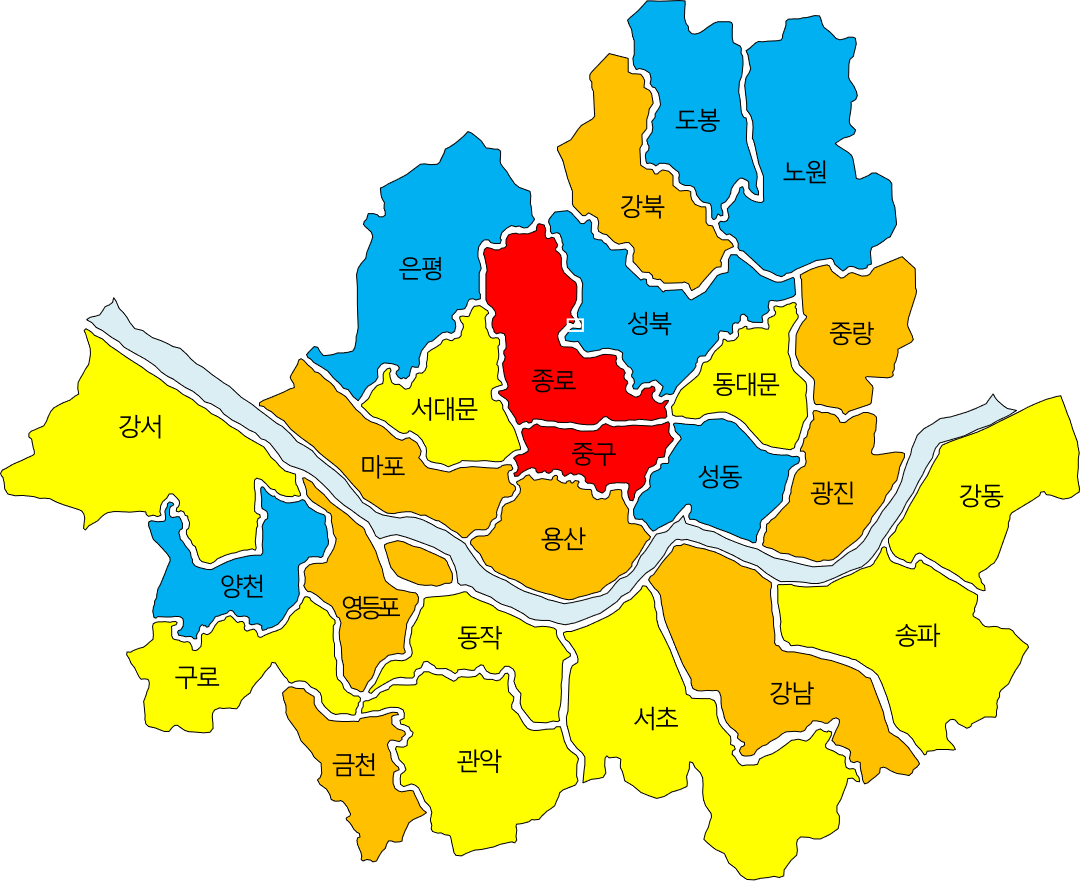 도봉
노원
강북
은평
성북
중랑
종로
동대문
서대문
강서
중구
마포
성동
광진
강동
용산
양천
영등포
동작
송파
구로
강남
서초
관악
금천